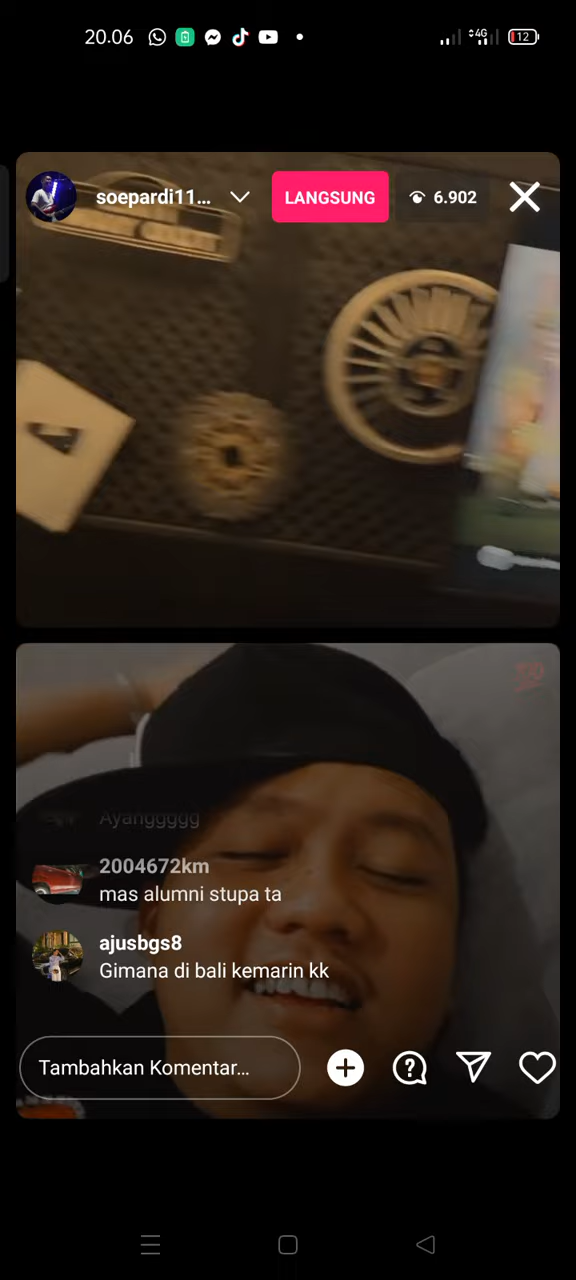 20.06
4G
12
soepardi11...
LANGSUNG
6.902
Ayanggggg
2004672km
mas alumni stupa ta
ajusbgs8
Gimana di bali kemarin kk
Tambahkan Komentar...